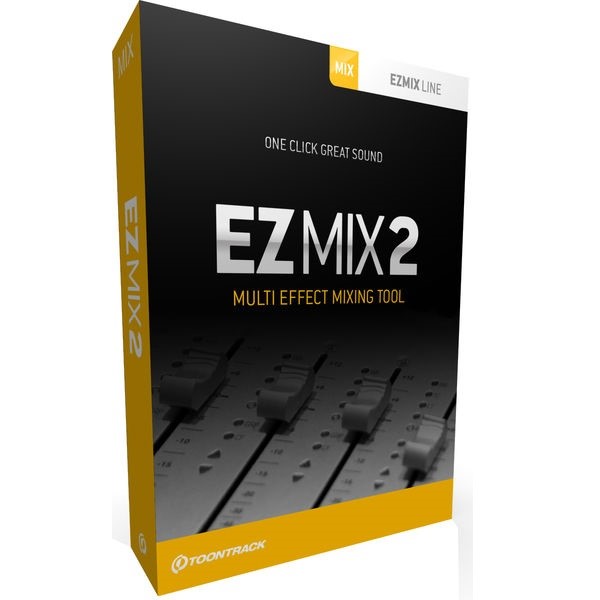 MIX
EZMIX LINE
ONE CLICK GREAT SOUND
EZ MIX 2
MULTI EFFECT MIXING TOOL
TOONTRACK
MIX
EZ MIX 2